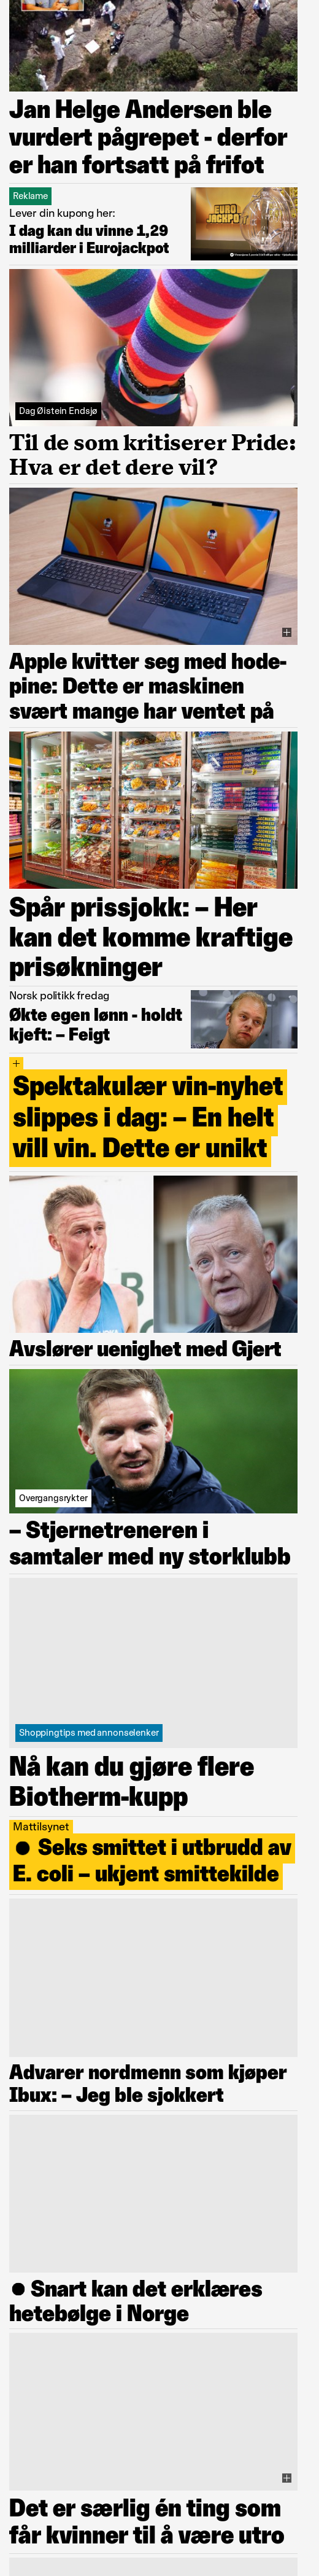 Jan Helge Andersen ble
vurdert pågrepet - derfor
er han fortsatt på frifot
Reklame
Lever din kupong her:
I dag kan du vinne 1,29
milliarder i Eurojackpot
EURO
JACKPOT
Dag Øistein Endsjø
Til de som kritiserer Pride:
Hva er det dere vil?
Apple kvitter seg med hode-
pine: Dette er maskinen
svært mange har ventet på
Spår prissjokk: – Her
kan det komme kraftige
prisøkninger
Norsk politikk fredag
Økte egen lønn - holdt
kjeft: – Feigt
+
Spektakulær vin-nyhet
slippes i dag: – En helt
vill vin. Dette er unikt
Avslører uenighet med Gjert
Overgangsrykter
– Stjernetreneren i
samtaler med ny storklubb
Shoppingtips med annonselenker
Nå kan du gjøre flere
Biotherm-kupp
Mattilsynet
● Seks smittet i utbrudd av
E. coli – ukjent smittekilde
Advarer nordmenn som kjøper
Ibux: – Jeg ble sjokkert
● Snart kan det erklæres
hetebølge i Norge
Det er særlig én ting som
får kvinner til å være utro